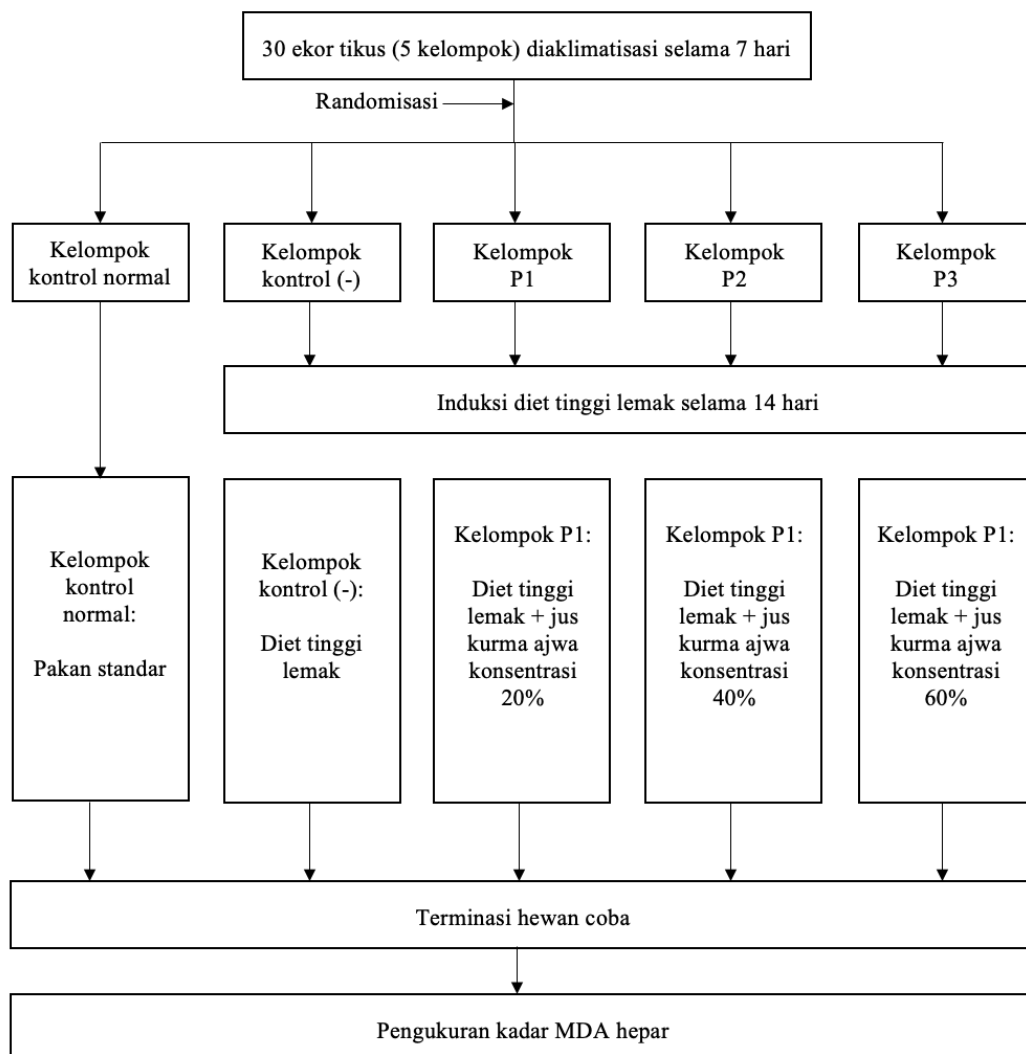 30 ekor tikus (5 kelompok) diaklimatisasi selama 7 hari
Randomisasi
Kelompok
kontrol normal
Kelompok
kontrol (-)
Kelompok
P1
Kelompok
P2
Kelompok
P3
Induksi diet tinggi lemak selama 14 hari
Kelompok
kontrol
normal:
Pakan standar
Kelompok
kontrol (-):
Diet tinggi
lemak
Kelompok P1:
Diet tinggi
lemak + jus
kurma ajwa
konsentrasi
20%
Kelompok P1:
Diet tinggi
lemak + jus
kurma ajwa
konsentrasi
40%
Kelompok P1:
Diet tinggi
lemak + jus
kurma ajwa
konsentrasi
60%
Terminasi hewan coba
Pengukuran kadar MDA hepar